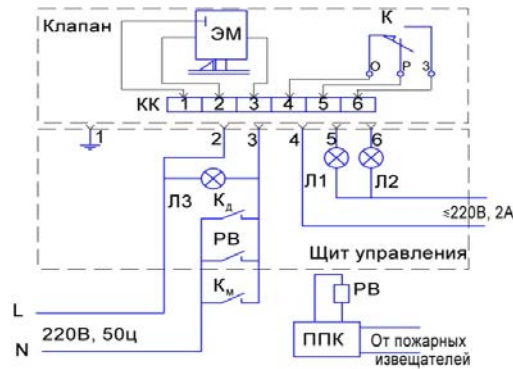 Клапан
ЭМ
К
О Р З
КК 1 2 3 4 5 6
1 2 3 4 5 6
Л3 Л1 Л2
Кд
≤220В, 2А
РВ
Щит управления
Км
РВ
L
220В, 50ц
ППК
От пожарных
N
извещателей